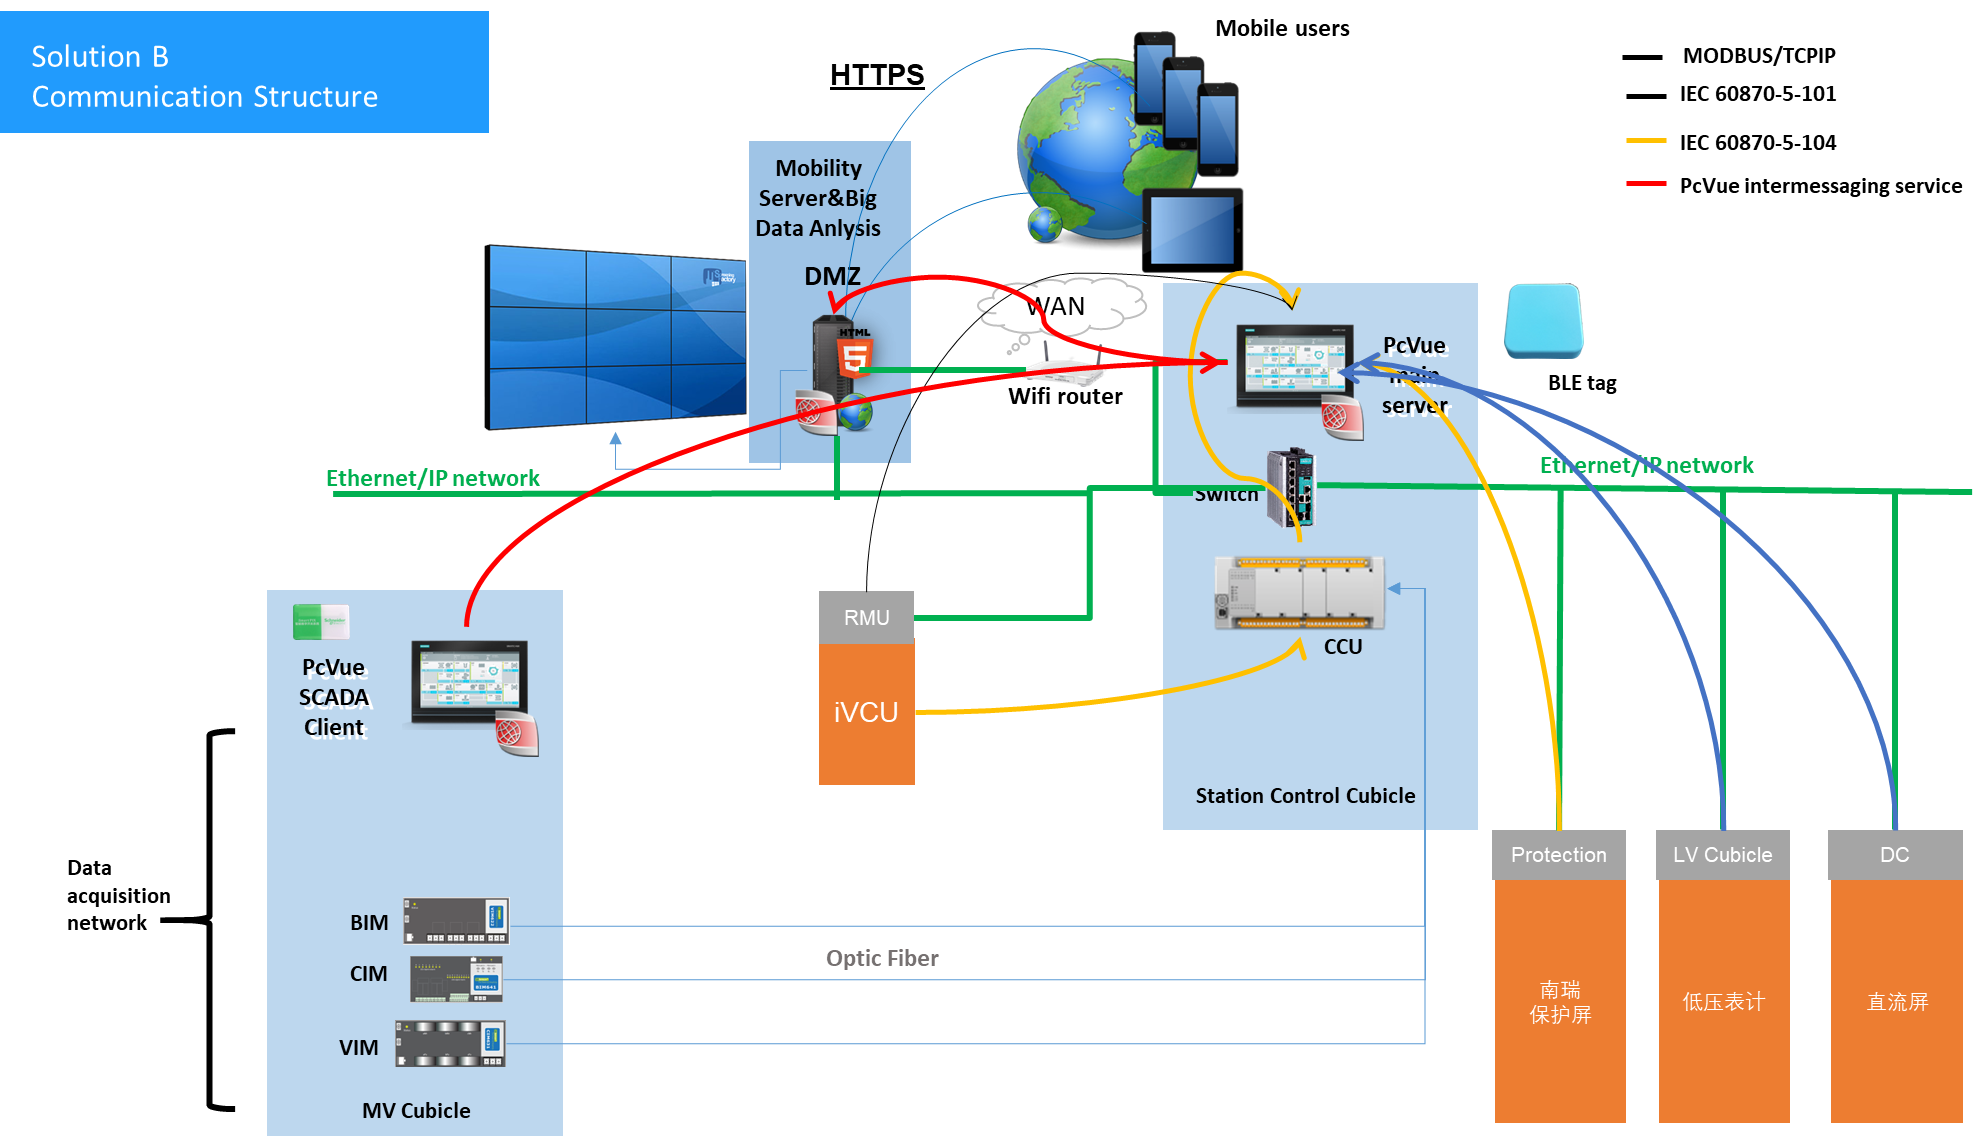 Solution B
Communication Structure
HTTPS
Mobile users
MODBUS/TCPIP
IEC 60870-5-101
IEC 60870-5-104
PcVue intermessaging service
Mobility
Server&Big
Data Anlysis
DMZ
HTML
5
WAN
Wifi router
PcVue
main
server
BLE tag
Ethernet/IP network
Ethernet/IP network
Switch
RMU
iVCU
CCU
Station Control Cubicle
PcVue
SCADA
Client
Data
acquisition
network
BIM
CIM
VIM
Optic Fiber
MV Cubicle
Protection
LV Cubicle
DC
南瑞
保护屏
低压表计
直流屏